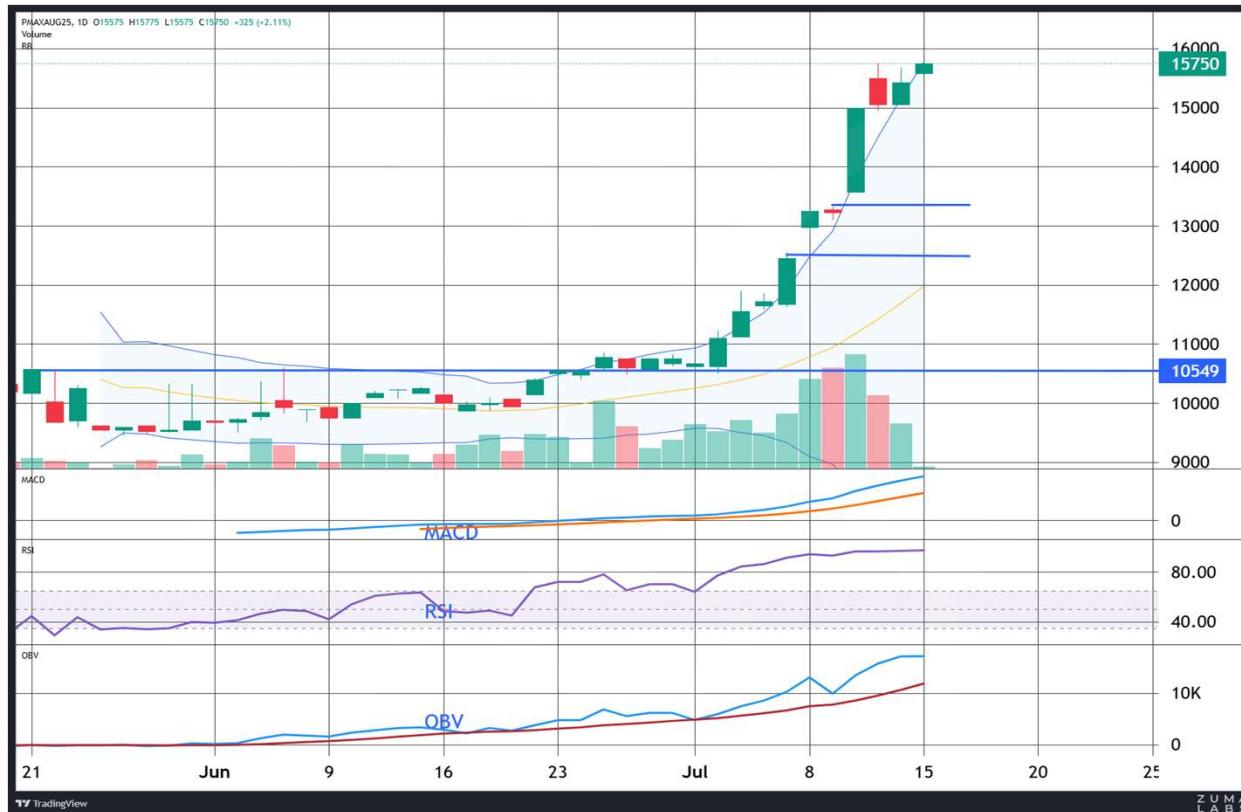 PMAXAUG25, 1D O15575 H15775 L15575 C15750 +325 (+2.11%)
Volume
BB
16000
15750
15000
14000
13000
12000
11000
10549
10000
9000
MACD
0
MACD
RSI
80.00
RSI
40.00
OBV
10K
OBV
0
21 Jun 9 16 23 Jul 8 15 20 25
TradingView
ZUM
LABS